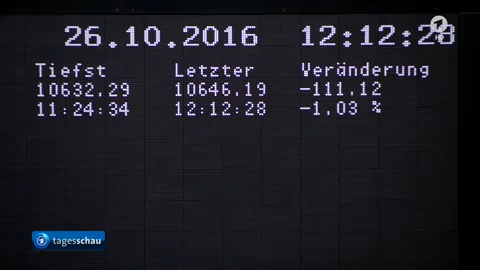 26.10.2016 12:12:28
Tiefst Letzter Veränderung
10632.29 10646.19 -111.12
11:24:34 12:12:28 -1.03 %
tagesschau